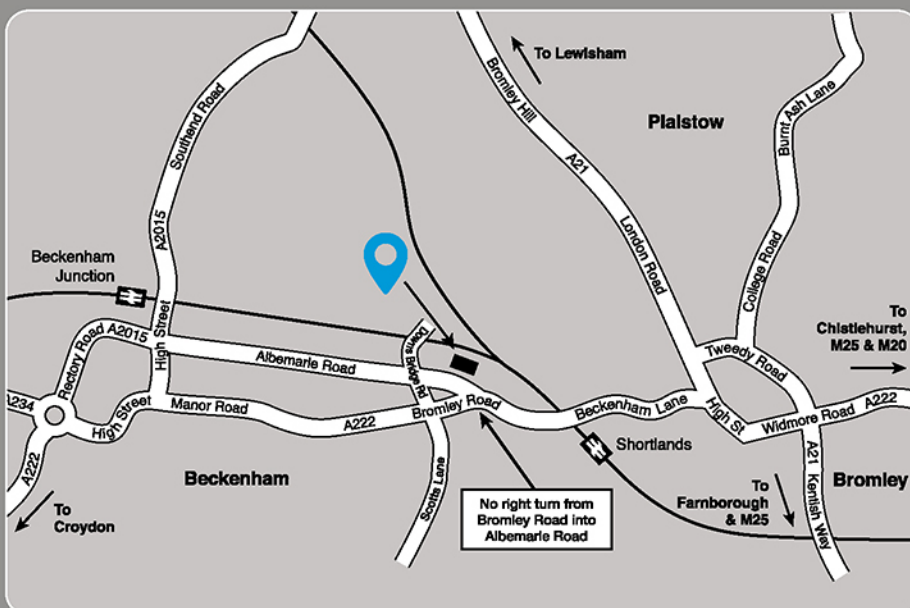 To Lewisham
Bromley Hill
Plaistow
Burnt Ash Lane
Southend Road
A21
A2015
London Road
College Road
Beckenham
Junction
To
Chistlehurst,
M25 & M20
Rectory Road
A2015
High Street
Albemarle Road
Downs Bridge Rd
Tweedy Road
A234
High Street
Manor Road
A222
Bromley Road
Beckenham Lane
High St
Widmore Road
A222
A222
Shortlands
Beckenham
Scotts Lane
A21
Kentish Way
Bromley
To
Croydon
No right turn from
Bromley Road into
Albemarle Road
To
Farnborough
& M25